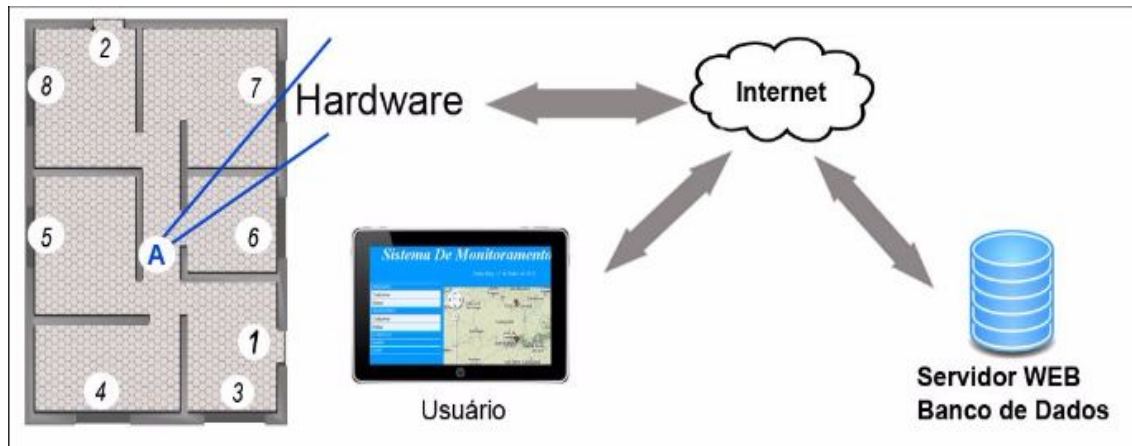 2
8
7
Hardware
Internet
5
A
6
Sistema De Monitoramento
1
4
3
Usuário
Servidor WEB
Banco de Dados